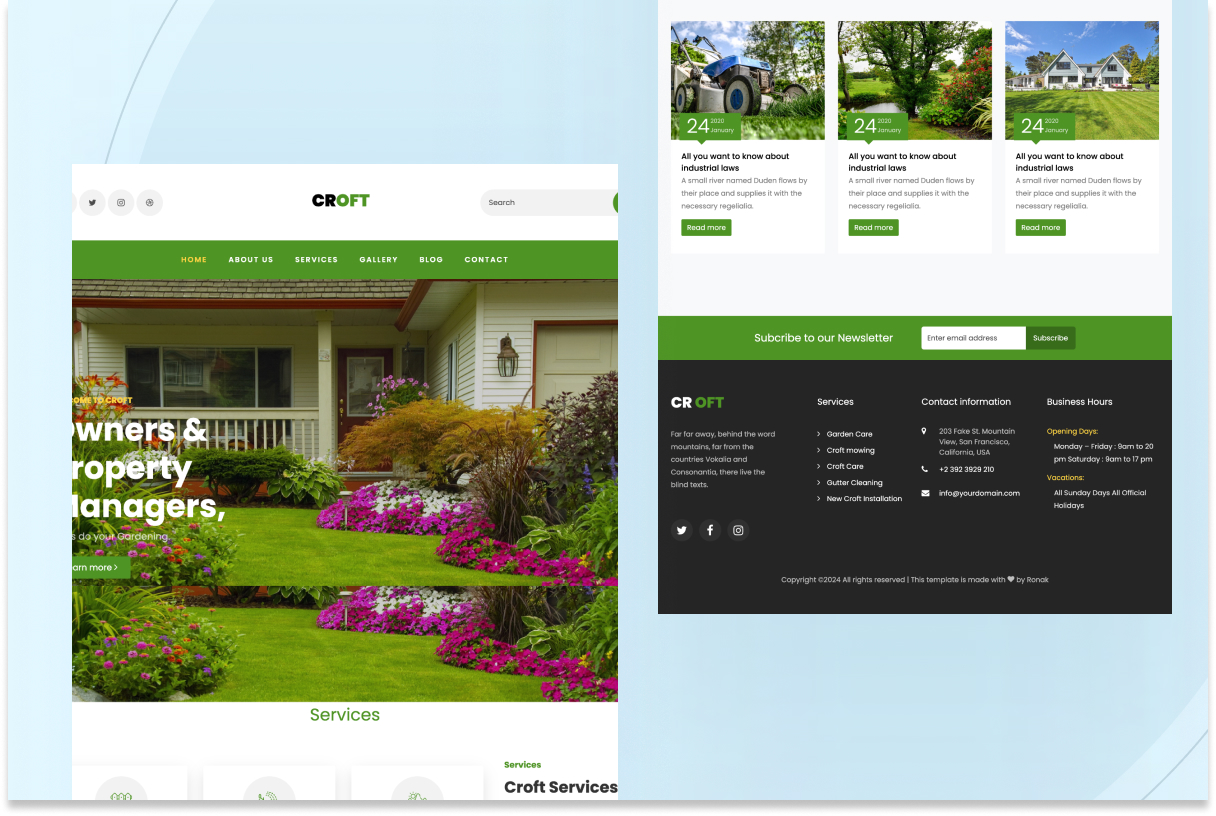 CROFT
Search
HOME ABOUT US SERVICES GALLERY BLOG CONTACT
COME TO CROFT
wners &
roperty
anagers,
s do your Gardening.
arn more
Services
Services
Croft Services
24 2020 January
All you want to know about
industrial laws
A small river named Duden flows by
their place and supplies it with the
necessary regelialia.
Read more
24 2020 January
All you want to know about
industrial laws
A small river named Duden flows by
their place and supplies it with the
necessary regelialia.
Read more
24 2020 January
All you want to know about
industrial laws
A small river named Duden flows by
their place and supplies it with the
necessary regelialia.
Read more
Subcribe to our Newsletter
Enter email address
Subscribe
CR OFT
Far far away, behind the word
mountains, far from the
countries Vokalia and
Consonantia, there live the
blind texts.
Services
Garden Care
Croft mowing
Croft Care
Gutter Cleaning
New Croft Installation
Contact information
203 Fake St. Mountain
View, San Francisco,
California, USA
+2 392 3929 210
info@yourdomain.com
Business Hours
Opening Days:
Monday – Friday : 9am to 20
pm Saturday : 9am to 17 pm
Vacations:
All Sunday Days All Official
Holidays
Copyright ©2024 All rights reserved | This template is made with ♥ by Ronak